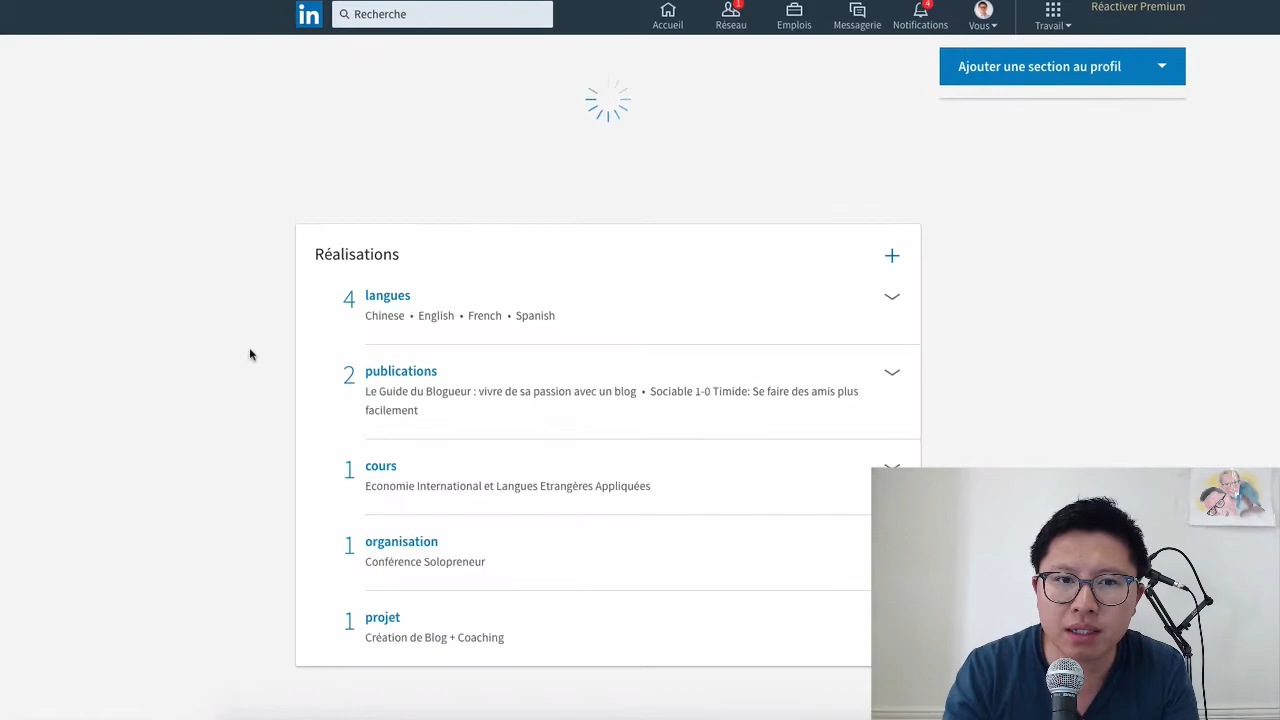 in
Recherche
Accueil
1
Réseau
Emplois
Messagerie
4
Notifications
Vous
Travail
Réactiver Premium
Ajouter une section au profil
Réalisations
4 langues
Chinese • English • French • Spanish
2 publications
Le Guide du Blogueur : vivre de sa passion avec un blog • Sociable 1-0 Timide: Se faire des amis plus
facilement
1 cours
Economie International et Langues Etrangères Appliquées
1 organisation
Conférence Solopreneur
1 projet
Création de Blog + Coaching